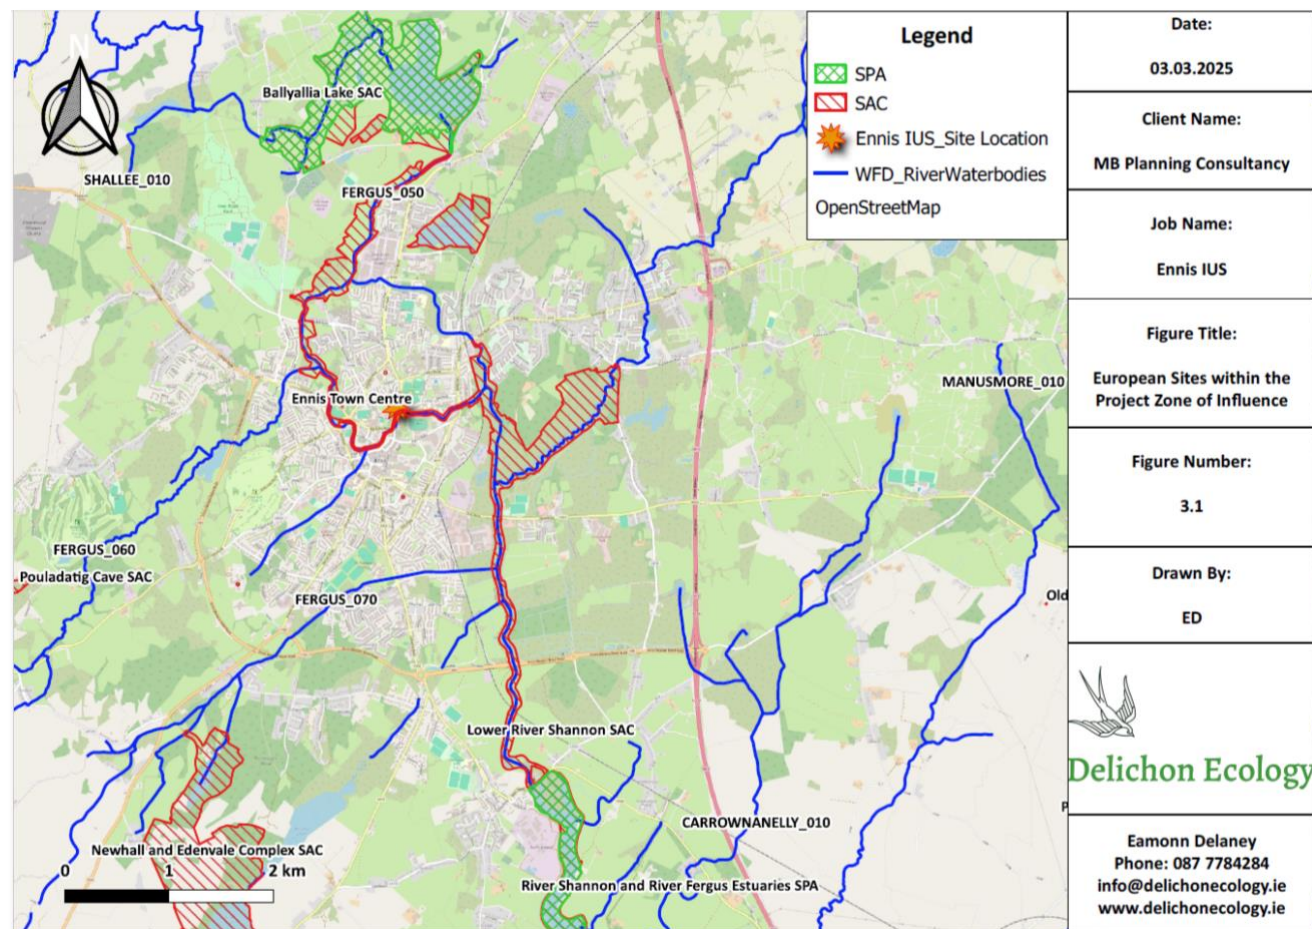 N
Ballyallia Lake SAC
SHALLEE_010
FERGUS_050
Ennis Town Centre
MANUSMORE_010
FERGUS_060
Pouladatig Cave SAC
FERGUS_070
Old
Lower River Shannon SAC
CARROWNANELLY_010
Newhall and Edenvale Complex SAC
River Shannon and River Fergus Estuaries SPA
0 1 2 km
Legend
SPA
SAC
Ennis IUS_Site Location
WFD_RiverWaterbodies
OpenStreetMap
Date:
03.03.2025
Client Name:
MB Planning Consultancy
Job Name:
Ennis IUS
Figure Title:
European Sites within the
Project Zone of Influence
Figure Number:
3.1
Drawn By:
ED
Delichon Ecology
Eamonn Delaney
Phone: 087 7784284
info@delichonecology.ie
www.delichonecology.ie